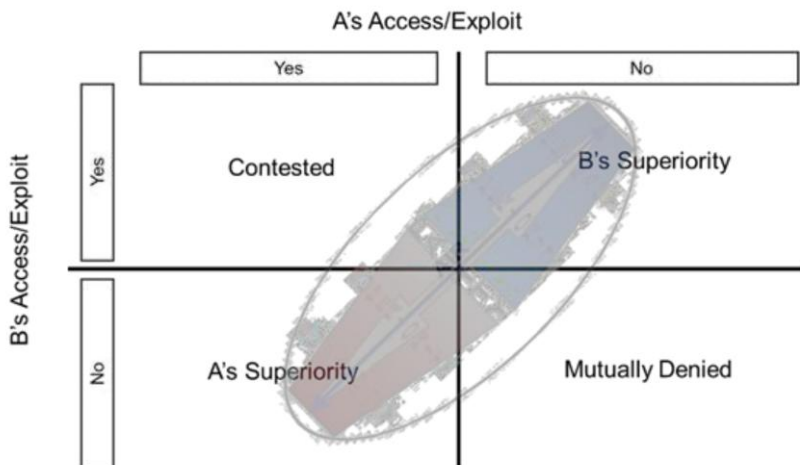 A's Access/Exploit
Yes
No
B's Access/Exploit
Yes
Contested
B's Superiority
No
A's Superiority
Mutually Denied